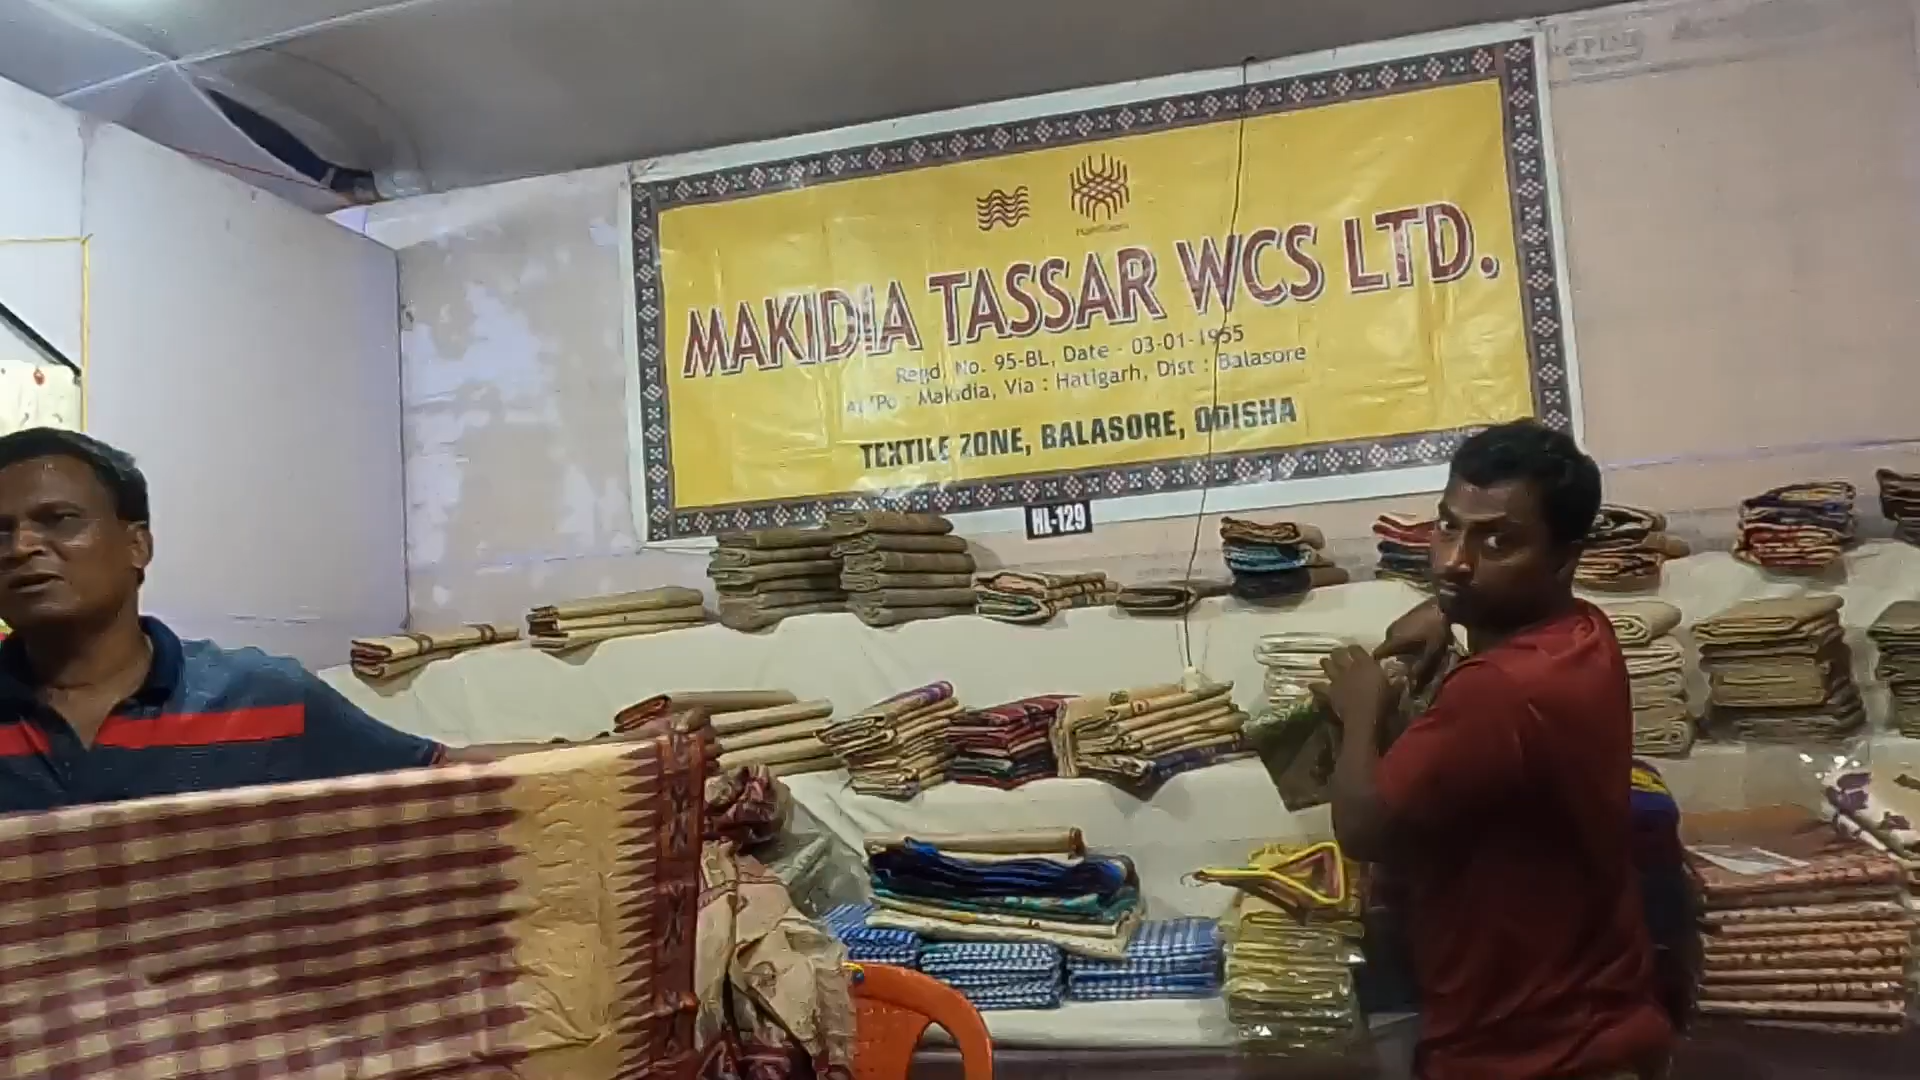 MAKIDIA TASSAR WCS LTD.
Regd. No. 95-BL, Date - 03-01-1955
At/Po : Makidia, Via : Hatigarh, Dist : Balasore
TEXTILE ZONE, BALASORE, ODISHA
HL-129